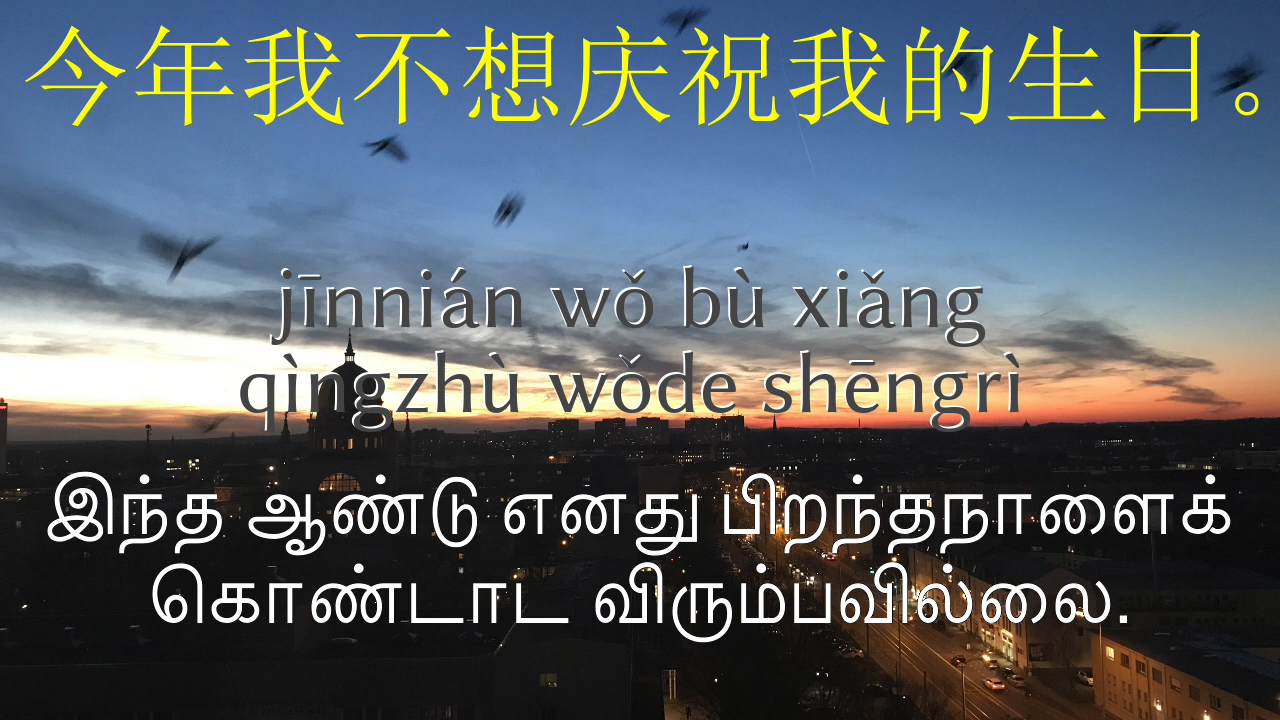 今年我不想庆祝我的生日。
jīnnián wǒ bù xiǎng
qìngzhù wǒde shēngrì
இந்த ஆண்டு எனது பிறந்தநாளைக்
கொண்டாட விரும்பவில்லை.